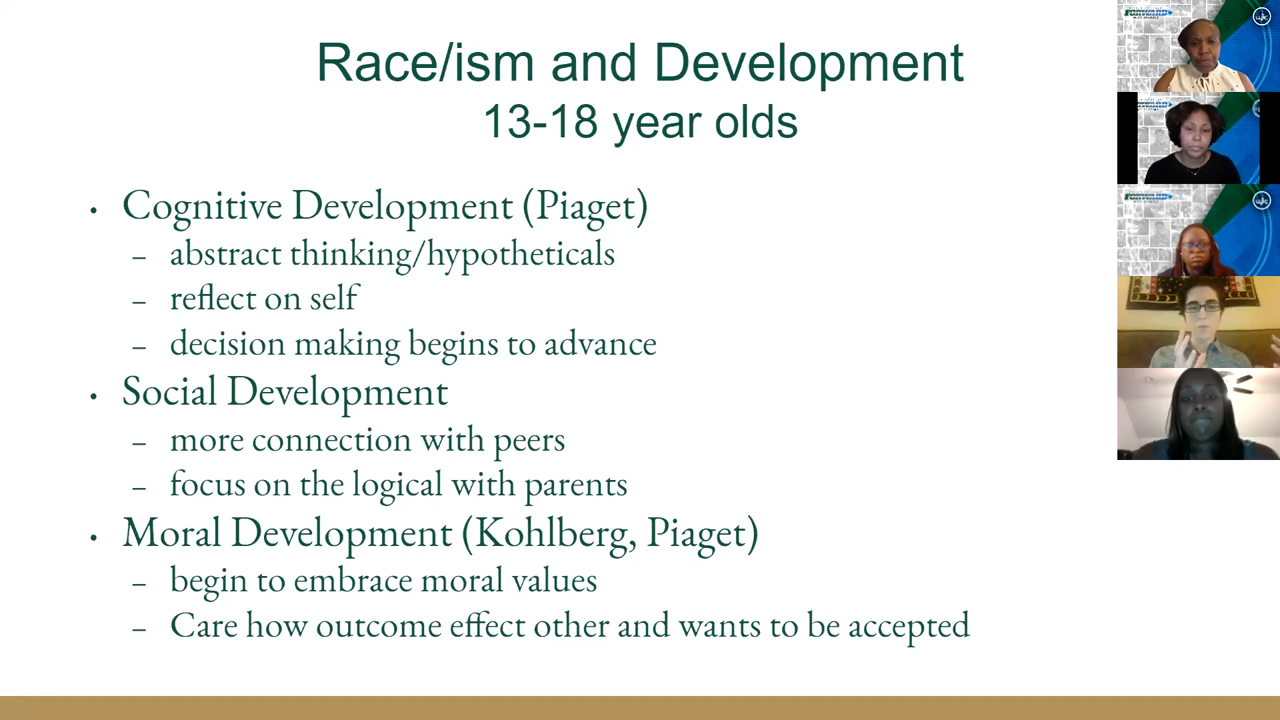 Race/ism and Development
13-18 year olds
• Cognitive Development (Piaget)
– abstract thinking/hypotheticals
– reflect on self
– decision making begins to advance
• Social Development
– more connection with peers
– focus on the logical with parents
• Moral Development (Kohlberg, Piaget)
– begin to embrace moral values
– Care how outcome effect other and wants to be accepted
FORWARD
FORWARD